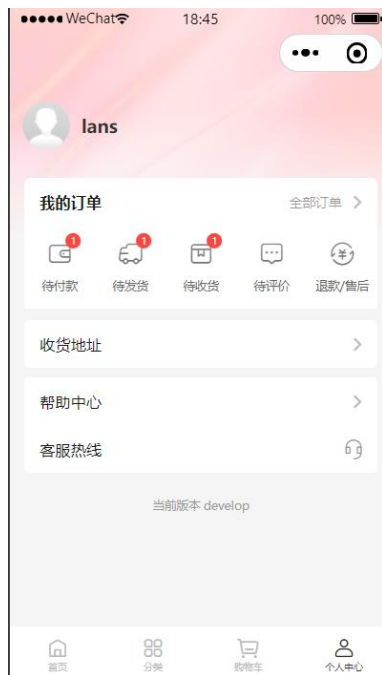 WeChat 18:45 100%
lans
我的订单 全部订单
1 1 1
待付款 待发货 待收货 待评价 退款/售后
收货地址
帮助中心
客服热线
当前版本 develop
首页 分类 购物车 个人中心